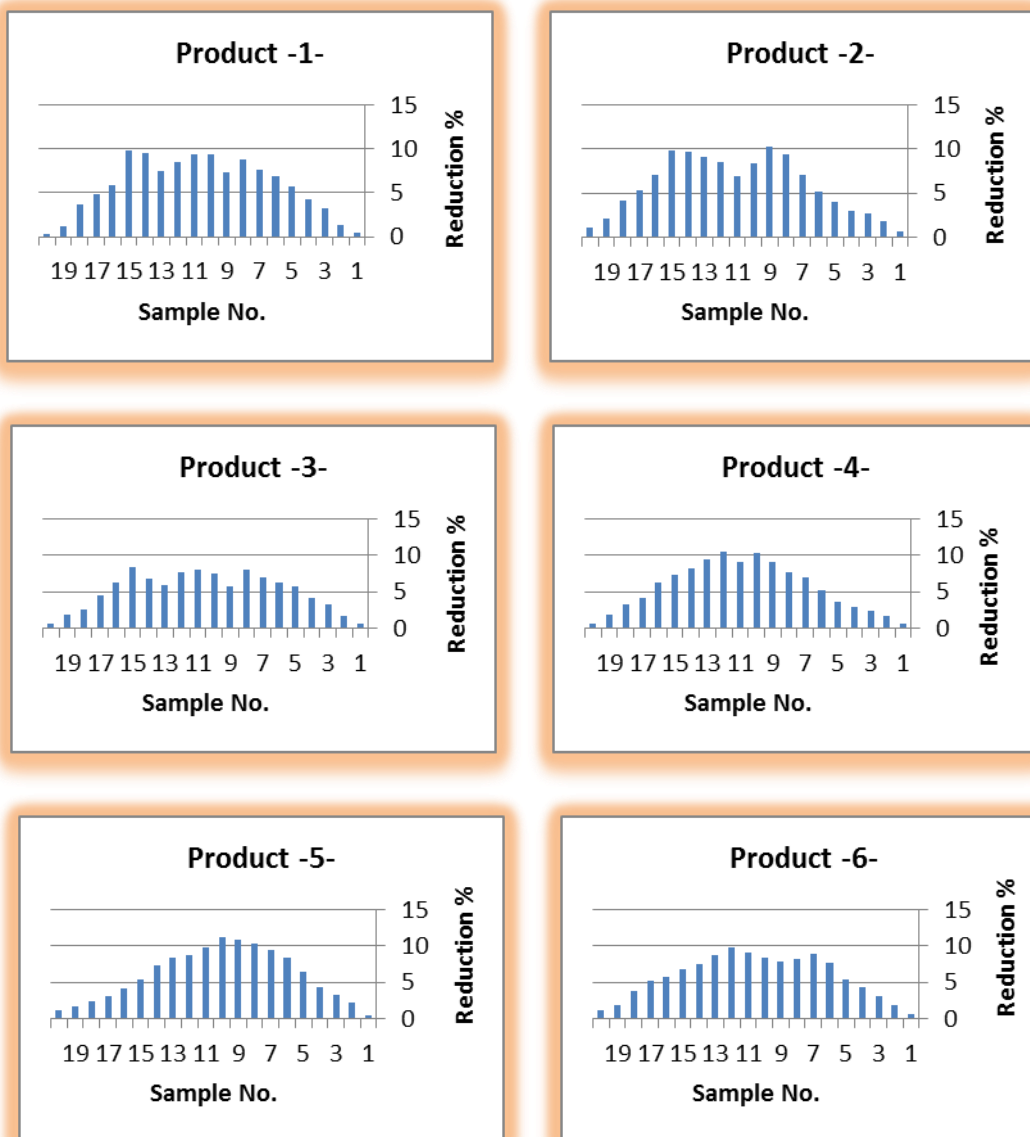 Product -1-
15
10
5
0
Reduction %
19 17 15 13 11 9 7 5 3 1
Sample No.
Product -2-
15
10
5
0
Reduction %
19 17 15 13 11 9 7 5 3 1
Sample No.
Product -3-
15
10
5
0
Reduction %
19 17 15 13 11 9 7 5 3 1
Sample No.
Product -4-
15
10
5
0
Reduction %
19 17 15 13 11 9 7 5 3 1
Sample No.
Product -5-
15
10
5
0
Reduction %
19 17 15 13 11 9 7 5 3 1
Sample No.
Product -6-
15
10
5
0
Reduction %
19 17 15 13 11 9 7 5 3 1
Sample No.